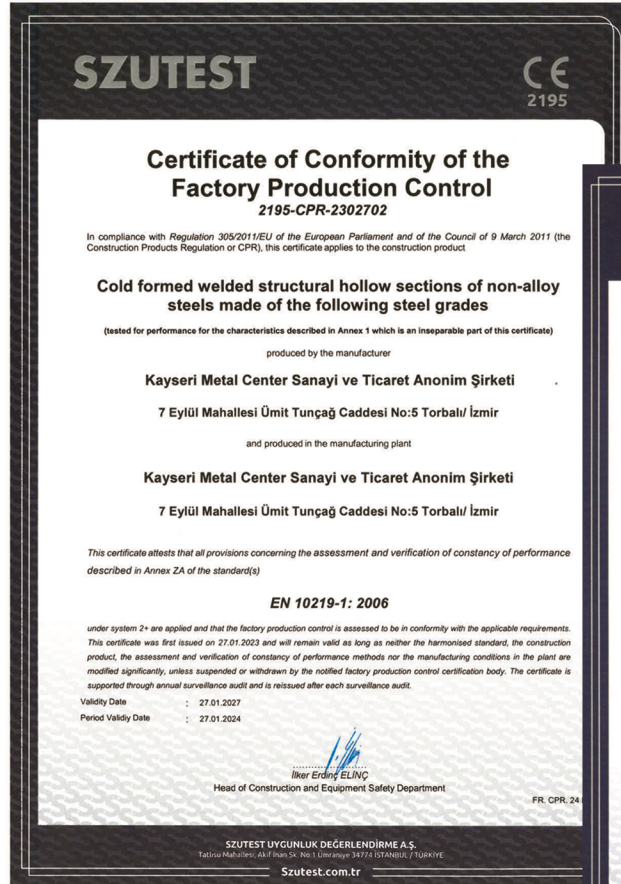 SZUTEST
CE
2195
Certificate of Conformity of the
Factory Production Control
2195-CPR-2302702
In compliance with Regulation 305/2011/EU of the European Parliament and of the Council of 9 March 2011 (the
Construction Products Regulation or CPR), this certificate applies to the construction product
Cold formed welded structural hollow sections of non-alloy
steels made of the following steel grades
(tested for performance for the characteristics described in Annex 1 which is an inseparable part of this certificate)
produced by the manufacturer
Kayseri Metal Center Sanayi ve Ticaret Anonim Şirketi
7 Eylül Mahallesi Ümit Tunçağ Caddesi No:5 Torbalı/ İzmir
and produced in the manufacturing plant
Kayseri Metal Center Sanayi ve Ticaret Anonim Şirketi
7 Eylül Mahallesi Ümit Tunçağ Caddesi No:5 Torbalı/ İzmir
This certificate attests that all provisions concerning the assessment and verification of constancy of performance
described in Annex ZA of the standard(s)
EN 10219-1: 2006
under system 2+ are applied and that the factory production control is assessed to be in conformity with the applicable requirements.
This certificate was first issued on 27.01.2023 and will remain valid as long as neither the harmonised standard, the construction
product, the assessment and verification of constancy of performance methods nor the manufacturing conditions in the plant are
modified significantly, unless suspended or withdrawn by the notified factory production control certification body. The certificate is
supported through annual surveillance audit and is reissued after each surveillance audit.
Validity Date : 27.01.2027
Period Validiy Date : 27.01.2024
İlker Erdinç ELİNÇ
Head of Construction and Equipment Safety Department
FR. CPR. 24
SZUTEST UYGUNLUK DEĞERLENDİRME A.Ş.
Tatlısu Mahallesi, Akif İnan Sk. No:1 Ümraniye 34774 İSTANBUL / TÜRKİYE
Szutest.com.tr